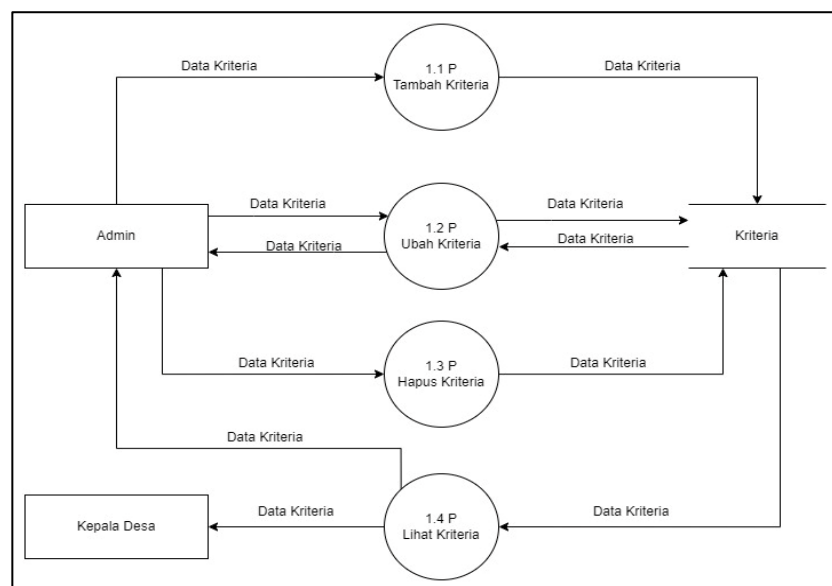 Data Kriteria
1.1 P
Tambah Kriteria
Data Kriteria
Admin
Data Kriteria
Data Kriteria
1.2 P
Ubah Kriteria
Data Kriteria
Data Kriteria
Kriteria
Data Kriteria
1.3 P
Hapus Kriteria
Data Kriteria
Data Kriteria
Kepala Desa
Data Kriteria
1.4 P
Lihat Kriteria
Data Kriteria